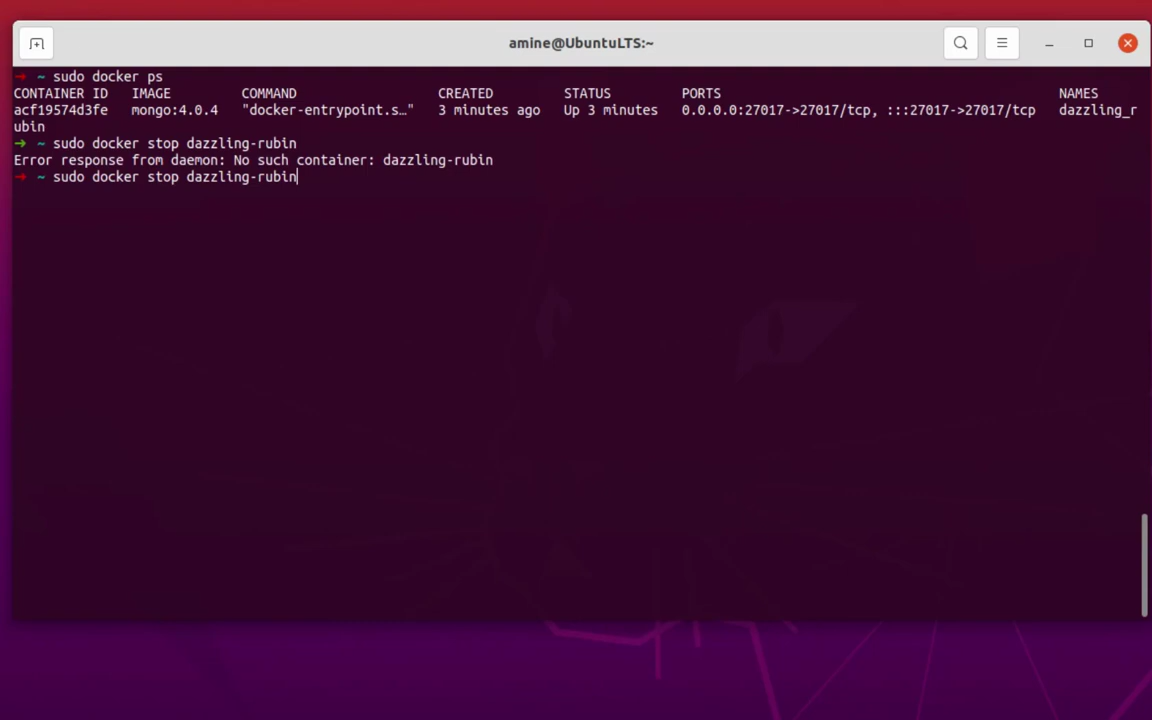 amine@UbuntuLTS:~
→ ~ sudo docker ps
CONTAINER ID   IMAGE         COMMAND                  CREATED         STATUS         PORTS                                           NAMES
acf19574d3fe   mongo:4.0.4   "docker-entrypoint.s…"   3 minutes ago   Up 3 minutes   0.0.0.0:27017->27017/tcp, :::27017->27017/tcp   dazzling_r
ubin
→ ~ sudo docker stop dazzling-rubin
Error response from daemon: No such container: dazzling-rubin
→ ~ sudo docker stop dazzling-rubin